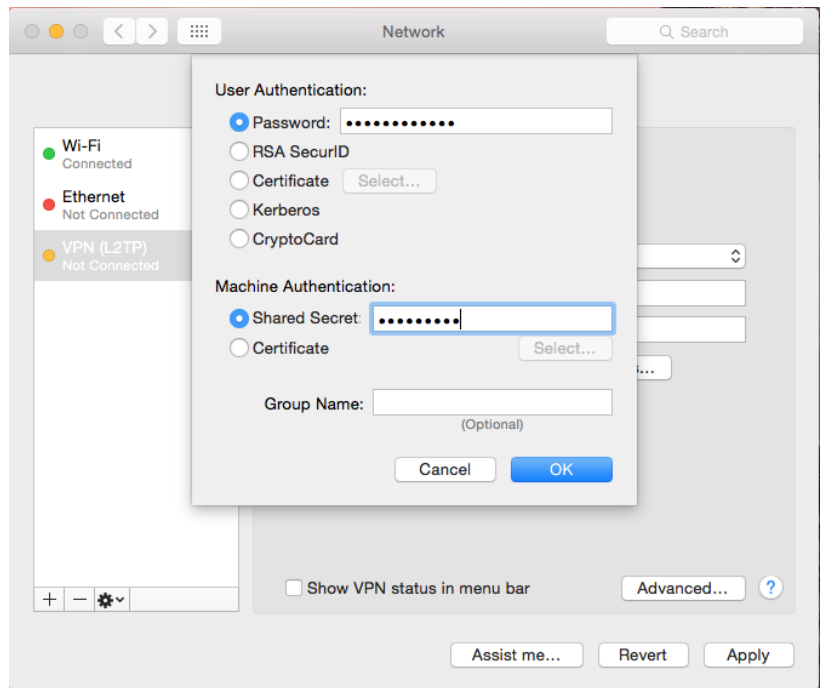 Network
Search
User Authentication:
Password: ••••••••••••
RSA SecurID
Certificate Select...
Kerberos
CryptoCard
Machine Authentication:
Shared Secret: •••••••••
Certificate Select...
Group Name:
(Optional)
Cancel OK
Wi-Fi
Connected
Ethernet
Not Connected
VPN (L2TP)
Not Connected
Show VPN status in menu bar
Advanced... ?
Assist me... Revert Apply